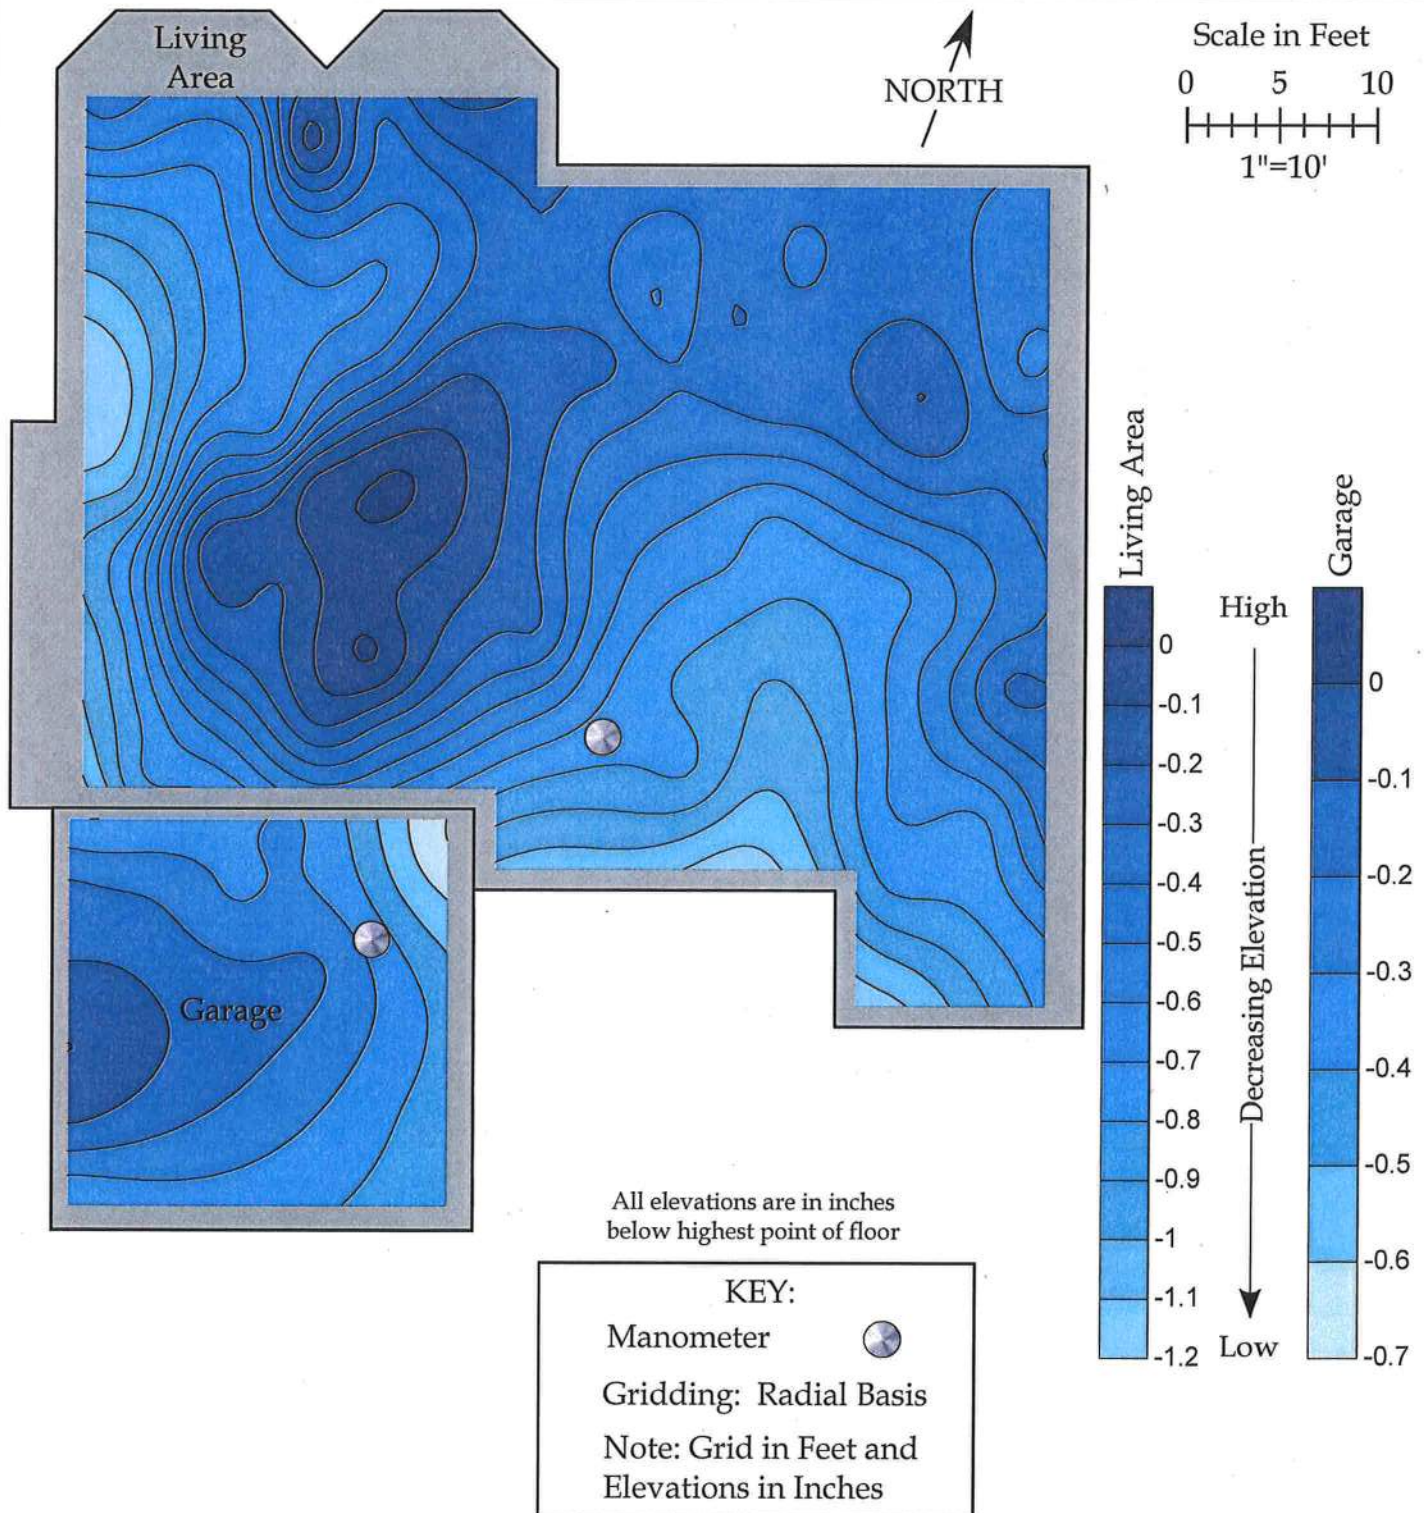 Living
Area
NORTH
Scale in Feet
0 5 10
1"=10'
Living Area
0
-0.1
-0.2
-0.3
-0.4
-0.5
-0.6
-0.7
-0.8
-0.9
-1
-1.1
-1.2
High
Decreasing Elevation
Low
Garage
0
-0.1
-0.2
-0.3
-0.4
-0.5
-0.6
-0.7
Garage
All elevations are in inches
below highest point of floor
KEY:
Manometer
Gridding: Radial Basis
Note: Grid in Feet and
Elevations in Inches